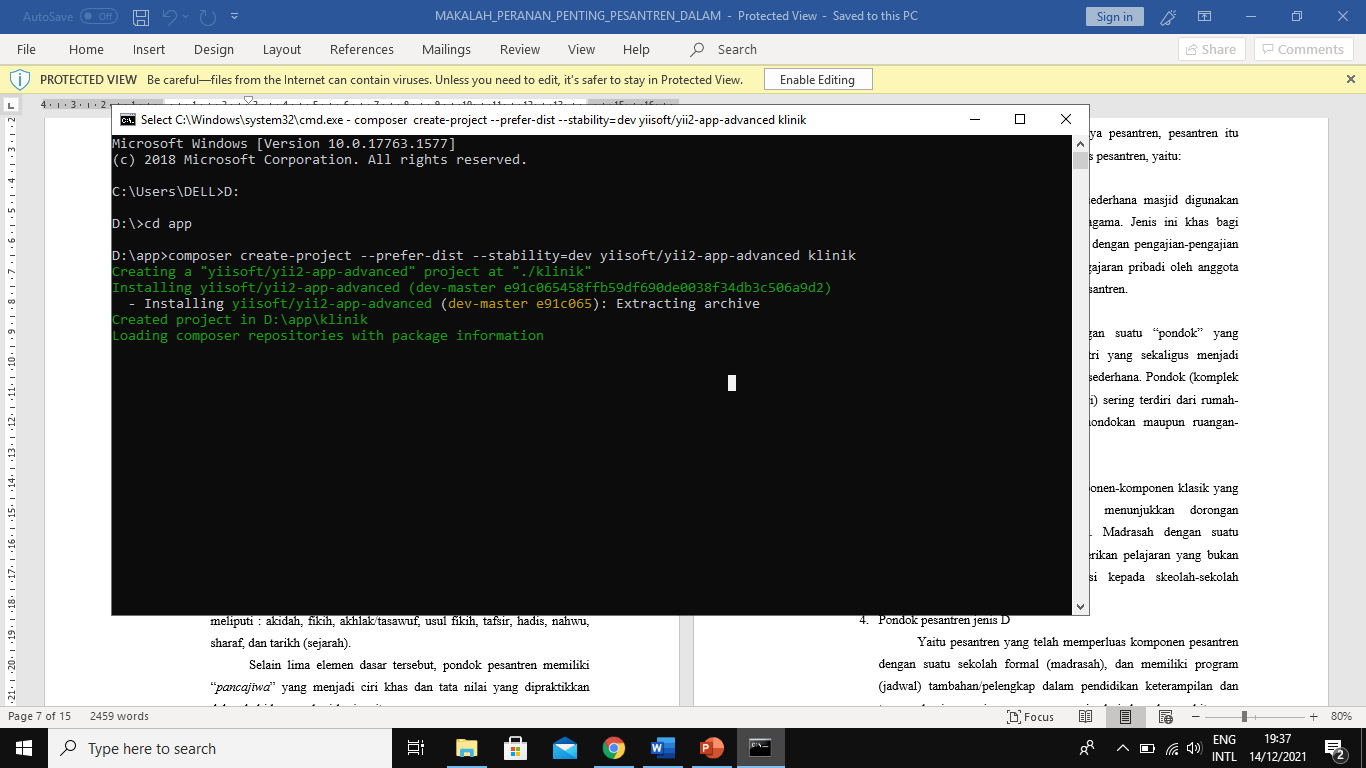 AutoSave Off
MAKALAH_PERANAN_PENTING_PESANTREN_DALAM - Protected View - Saved to this PC
Sign in
File Home Insert Design Layout References Mailings Review View Help Search Share Comments
PROTECTED VIEW Be careful—files from the Internet can contain viruses. Unless you need to edit, it's safer to stay in Protected View. Enable Editing
Select C:\Windows\system32\cmd.exe - composer create-project --prefer-dist --stability=dev yiisoft/yii2-app-advanced klinik
Microsoft Windows [Version 10.0.17763.1577]
(c) 2018 Microsoft Corporation. All rights reserved.
C:\Users\DELL>D:
D:\>cd app
D:\app>composer create-project --prefer-dist --stability=dev yiisoft/yii2-app-advanced klinik
Creating a "yiisoft/yii2-app-advanced" project at "./klinik"
Installing yiisoft/yii2-app-advanced (dev-master e91c065458ffb59df690de0038f34db3c506a9d2)
- Installing yiisoft/yii2-app-advanced (dev-master e91c065): Extracting archive
Created project in D:\app\klinik
Loading composer repositories with package information
pesantren, pesantren itu
pesantren, yaitu:
masjid digunakan
agama. Jenis ini khas bagi
dengan pengajian-pengajian
pribadi oleh anggota
suatu “pondok” yang
yang sekaligus menjadi
Pondok (komplek
sering terdiri dari rumah-
maupun ruangan-
klasik yang
menunjukkan dorongan
Madrasah dengan suatu
pelajaran yang bukan
kepada skeolah-sekolah
meliputi : akidah, fikih, akhlak/tasawuf, usul fikih, tafsir, hadis, nahwu,
sharaf, dan tarikh (sejarah).
Selain lima elemen dasar tersebut, pondok pesantren memiliki
“pancajiwa” yang menjadi ciri khas dan tata nilai yang dipraktikkan
4. Pondok pesantren jenis D
Yaitu pesantren yang telah memperluas komponen pesantren
dengan suatu sekolah formal (madrasah), dan memiliki program
(jadwal) tambahan/pelengkap dalam pendidikan keterampilan dan
Page 7 of 15 2459 words Focus 80%
Type here to search
ENG
INTL
19:37
14/12/2021
2